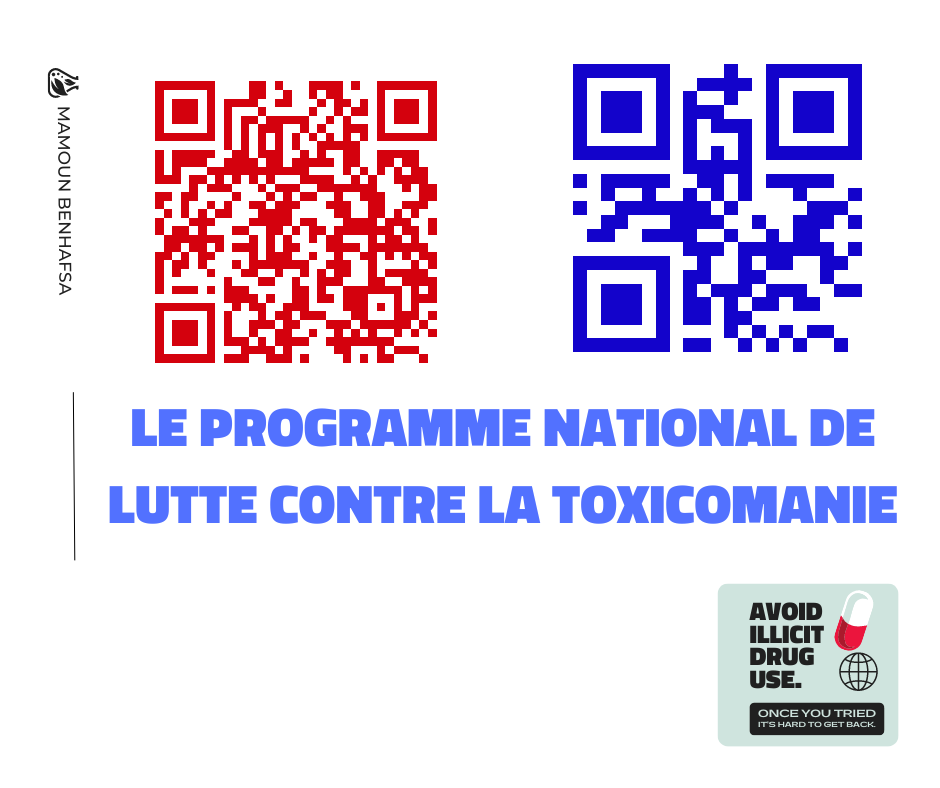 MAMOUN BENHAFSA
LE PROGRAMME NATIONAL DE
LUTTE CONTRE LA TOXICOMANIE
AVOID
ILLICIT
DRUG
USE.
ONCE YOU TRIED
IT'S HARD TO GET BACK.